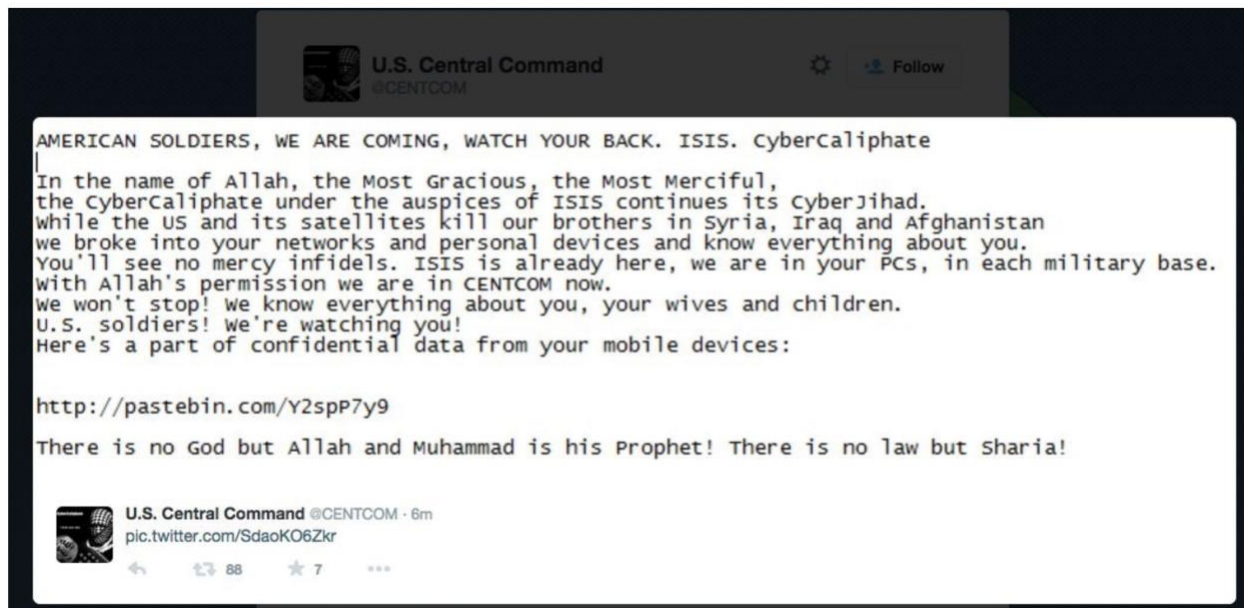 U.S. Central Command
@CENTCOM
Follow
AMERICAN SOLDIERS, WE ARE COMING, WATCH YOUR BACK. ISIS. CyberCaliphate
In the name of Allah, the Most Gracious, the Most Merciful,
the CyberCaliphate under the auspices of ISIS continues its CyberJihad.
While the US and its satellites kill our brothers in Syria, Iraq and Afghanistan
we broke into your networks and personal devices and know everything about you.
You'll see no mercy infidels. ISIS is already here, we are in your PCs, in each military base.
With Allah's permission we are in CENTCOM now.
We won't stop! We know everything about you, your wives and children.
U.S. soldiers! We're watching you!
Here's a part of confidential data from your mobile devices:
http://pastebin.com/Y2spP7y9
There is no God but Allah and Muhammad is his Prophet! There is no law but Sharia!
U.S. Central Command @CENTCOM · 6m
pic.twitter.com/SdaoKO6Zkr
88 7